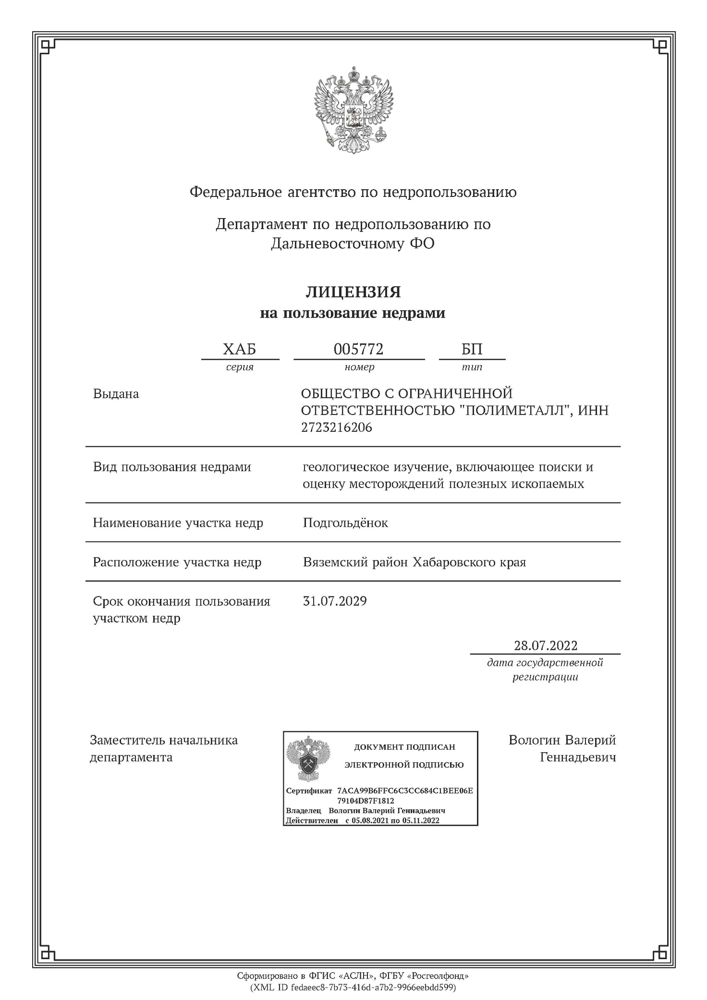 Федеральное агентство по недропользованию
Департамент по недропользованию по
Дальневосточному ФО
ЛИЦЕНЗИЯ
на пользование недрами
ХАБ 005772 БП
серия номер тип
Выдана ОБЩЕСТВО С ОГРАНИЧЕННОЙ
ОТВЕТСТВЕННОСТЬЮ "ПОЛИМЕТАЛЛ", ИНН
2723216206
Вид пользования недрами геологическое изучение, включающее поиски и
оценку месторождений полезных ископаемых
Наименование участка недр Подгольдёнок
Расположение участка недр Вяземский район Хабаровского края
Срок окончания пользования 31.07.2029
участком недр
28.07.2022
дата государственной
регистрации
Заместитель начальника
департамента
ДОКУМЕНТ ПОДПИСАН
ЭЛЕКТРОННОЙ ПОДПИСЬЮ
Сертификат 7ACA99B6FFC6C3CC684C1BEE06E
79104D87F1812
Владелец Вологин Валерий Геннадьевич
Действителен с 05.08.2021 по 05.11.2022
Вологин Валерий
Геннадьевич
Сформировано в ФГИС «АСЛН», ФГБУ «Росгеолфонд»
(XML ID fedaeec8-7b73-416d-a7b2-9966eebdd599)